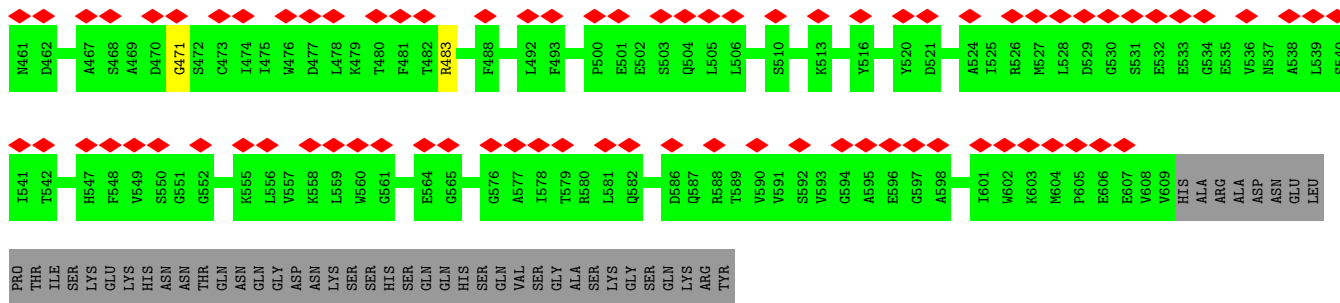 N461 D462 A467 S468 A469 D470 G471 S472 C473 I474 I475 W476 D477 L478 K479 T480 F481 T482 R483 F488 L492 F493 P500 E501 E502 S503 Q504 L505 L506 S510 K513 Y516 Y520 D521 A524 I525 R526 M527 L528 D529 G530 S531 E532 E533 G534 E535 V536 N537 A538 L539 S540
I541 T542 H547 F548 V549 S550 G551 G552 K555 L556 V557 K558 L559 W560 G561 E564 G565 G576 A577 I578 T579 R580 L581 Q582 D586 Q587 R588 T589 V590 V591 S592 V593 G594 A595 E596 G597 A598 I601 W602 K603 M604 P605 E606 E607 V608 V609 HIS ALA ARG ALA ASP ASN GLU LEU
PRO THR ILE SER LYS GLU LYS HIS ASN ASN THR GLN ASN GLN GLY ASP ASN LYS SER SER HIS SER GLN GLN HIS SER GLN VAL SER GLY ALA SER LYS GLY SER GLN LYS ARG TYR